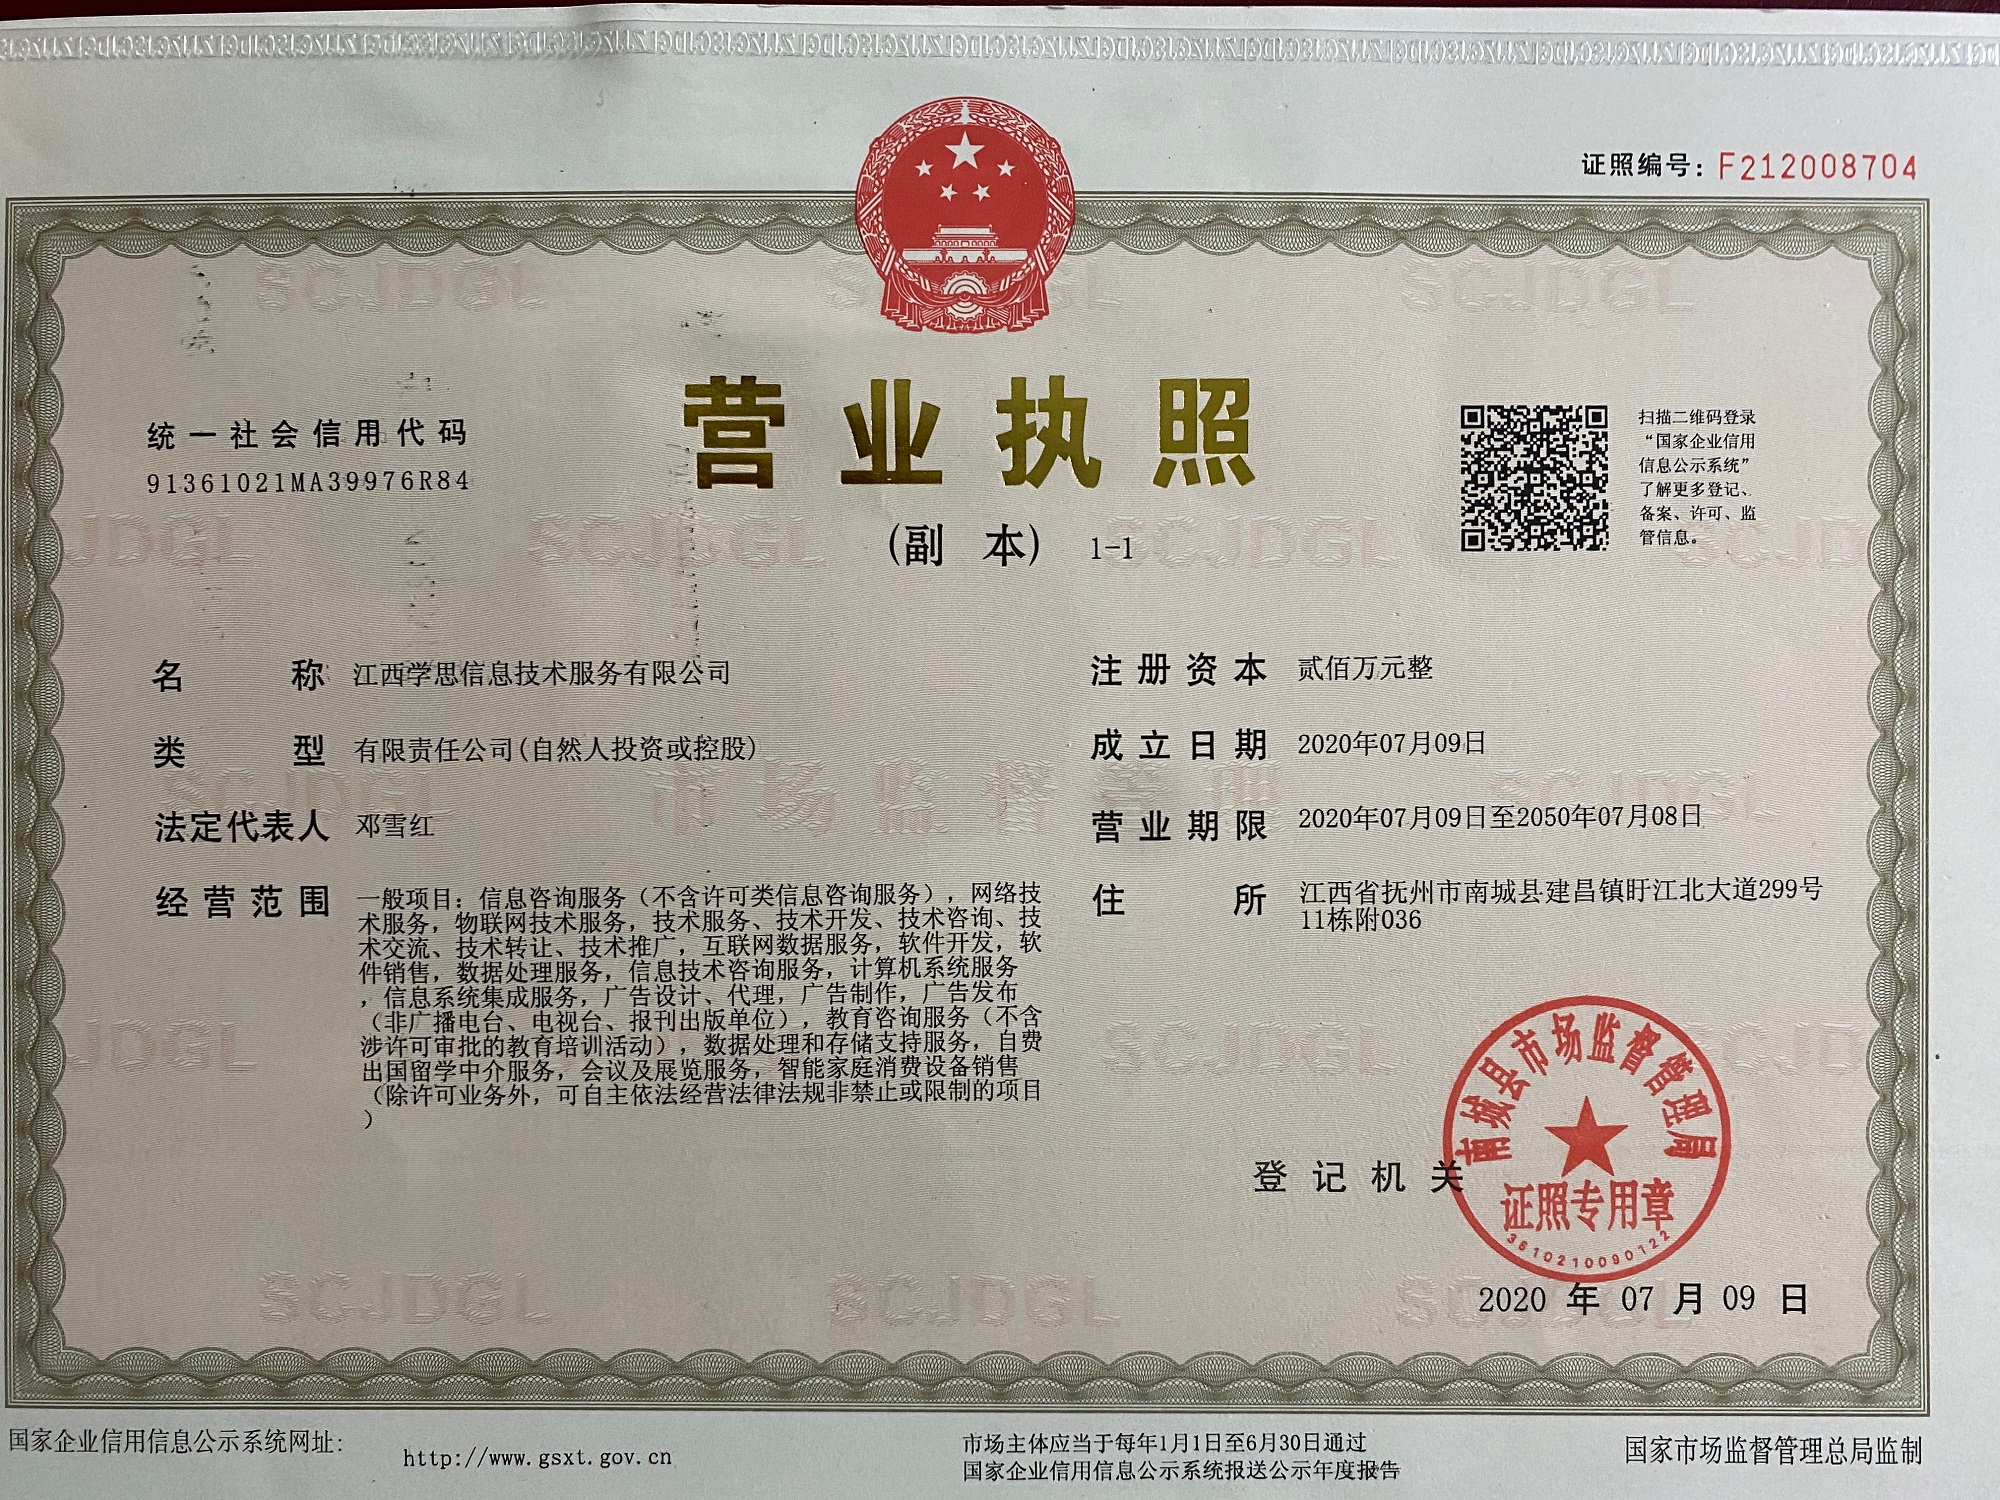 证照编号：F212008704
统一社会信用代码
91361021MA39976R84
营业执照
(副 本) 1-1
扫描二维码登录
“国家企业信用
信息公示系统”
了解更多登记、
备案、许可、监
管信息。
名称 江西学思信息技术服务有限公司
类型 有限责任公司(自然人投资或控股)
法定代表人 邓雪红
经营范围 一般项目：信息咨询服务（不含许可类信息咨询服务），网络技
术服务，物联网技术服务，技术服务、技术开发、技术咨询、技
术交流、技术转让、技术推广，互联网数据服务，软件开发，软
件销售，数据处理服务，信息技术咨询服务，计算机系统服务
，信息系统集成服务，广告设计、代理，广告制作，广告发布
（非广播电台、电视台、报刊出版单位），教育咨询服务（不含
涉许可审批的教育培训活动），数据处理和存储支持服务，自费
出国留学中介服务，会议及展览服务，智能家庭消费设备销售
（除许可业务外，可自主依法经营法律法规非禁止或限制的项目
）
注册资本 贰佰万元整
成立日期 2020年07月09日
营业期限 2020年07月09日至2050年07月08日
住所 江西省抚州市南城县建昌镇盱江北大道299号
11栋附036
登记机关
南城县市场监督管理局
证照专用章
3610210090122
2020 年 07 月 09 日
国家企业信用信息公示系统网址：
http://www.gsxt.gov.cn
市场主体应当于每年1月1日至6月30日通过
国家企业信用信息公示系统报送公示年度报告
国家市场监督管理总局监制